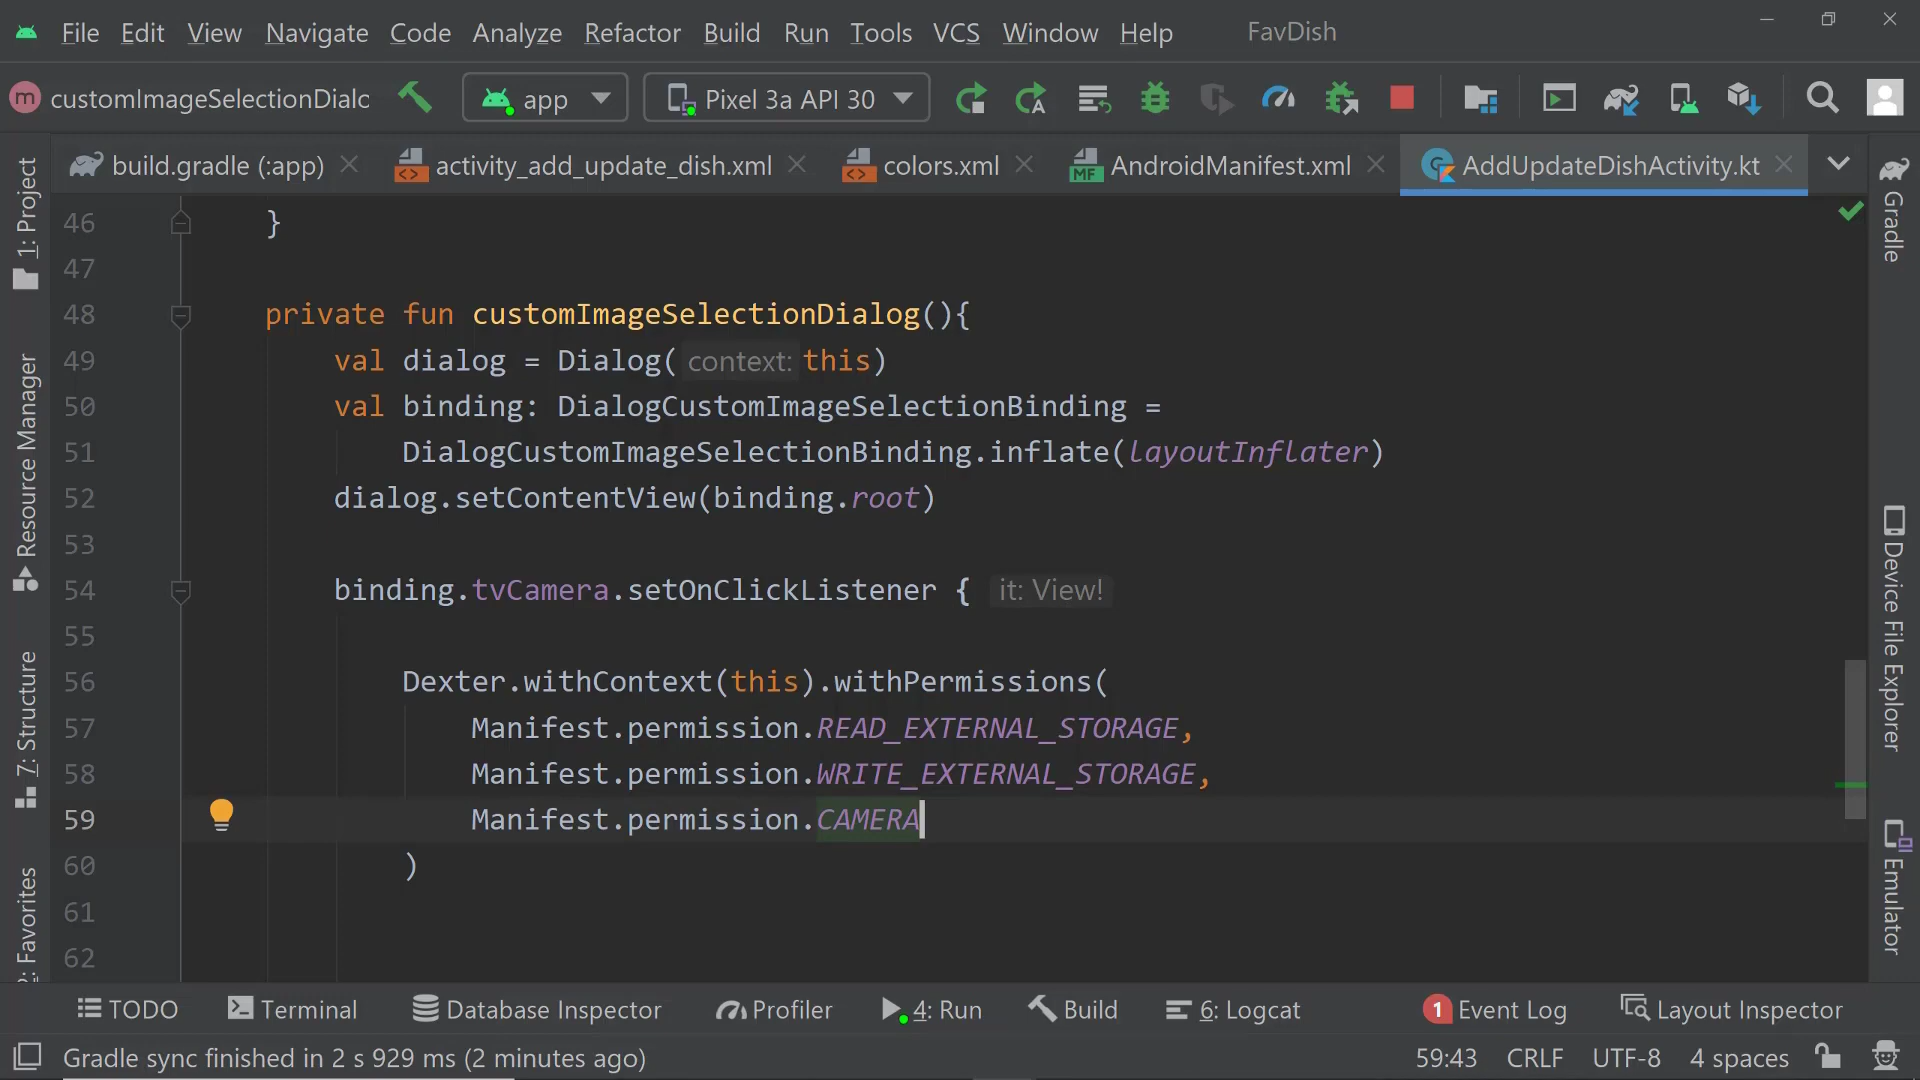 File Edit View Navigate Code Analyze Refactor Build Run Tools VCS Window Help FavDish
m customImageSelectionDialo app Pixel 3a API 30
build.gradle (:app) activity_add_update_dish.xml colors.xml AndroidManifest.xml AddUpdateDishActivity.kt
1: Project
Resource Manager
7: Structure
2: Favorites
46 }
47
48 private fun customImageSelectionDialog(){
49 val dialog = Dialog( context: this)
50 val binding: DialogCustomImageSelectionBinding =
51 DialogCustomImageSelectionBinding.inflate(layoutInflater)
52 dialog.setContentView(binding.root)
53
54 binding.tvCamera.setOnClickListener { it: View!
55
56 Dexter.withContext(this).withPermissions(
57 Manifest.permission.READ_EXTERNAL_STORAGE,
58 Manifest.permission.WRITE_EXTERNAL_STORAGE,
59 Manifest.permission.CAMERA
60 )
61
62
Gradle
Device File Explorer
Emulator
TODO Terminal Database Inspector Profiler 4: Run Build 6: Logcat 1 Event Log Layout Inspector
Gradle sync finished in 2 s 929 ms (2 minutes ago) 59:43 CRLF UTF-8 4 spaces